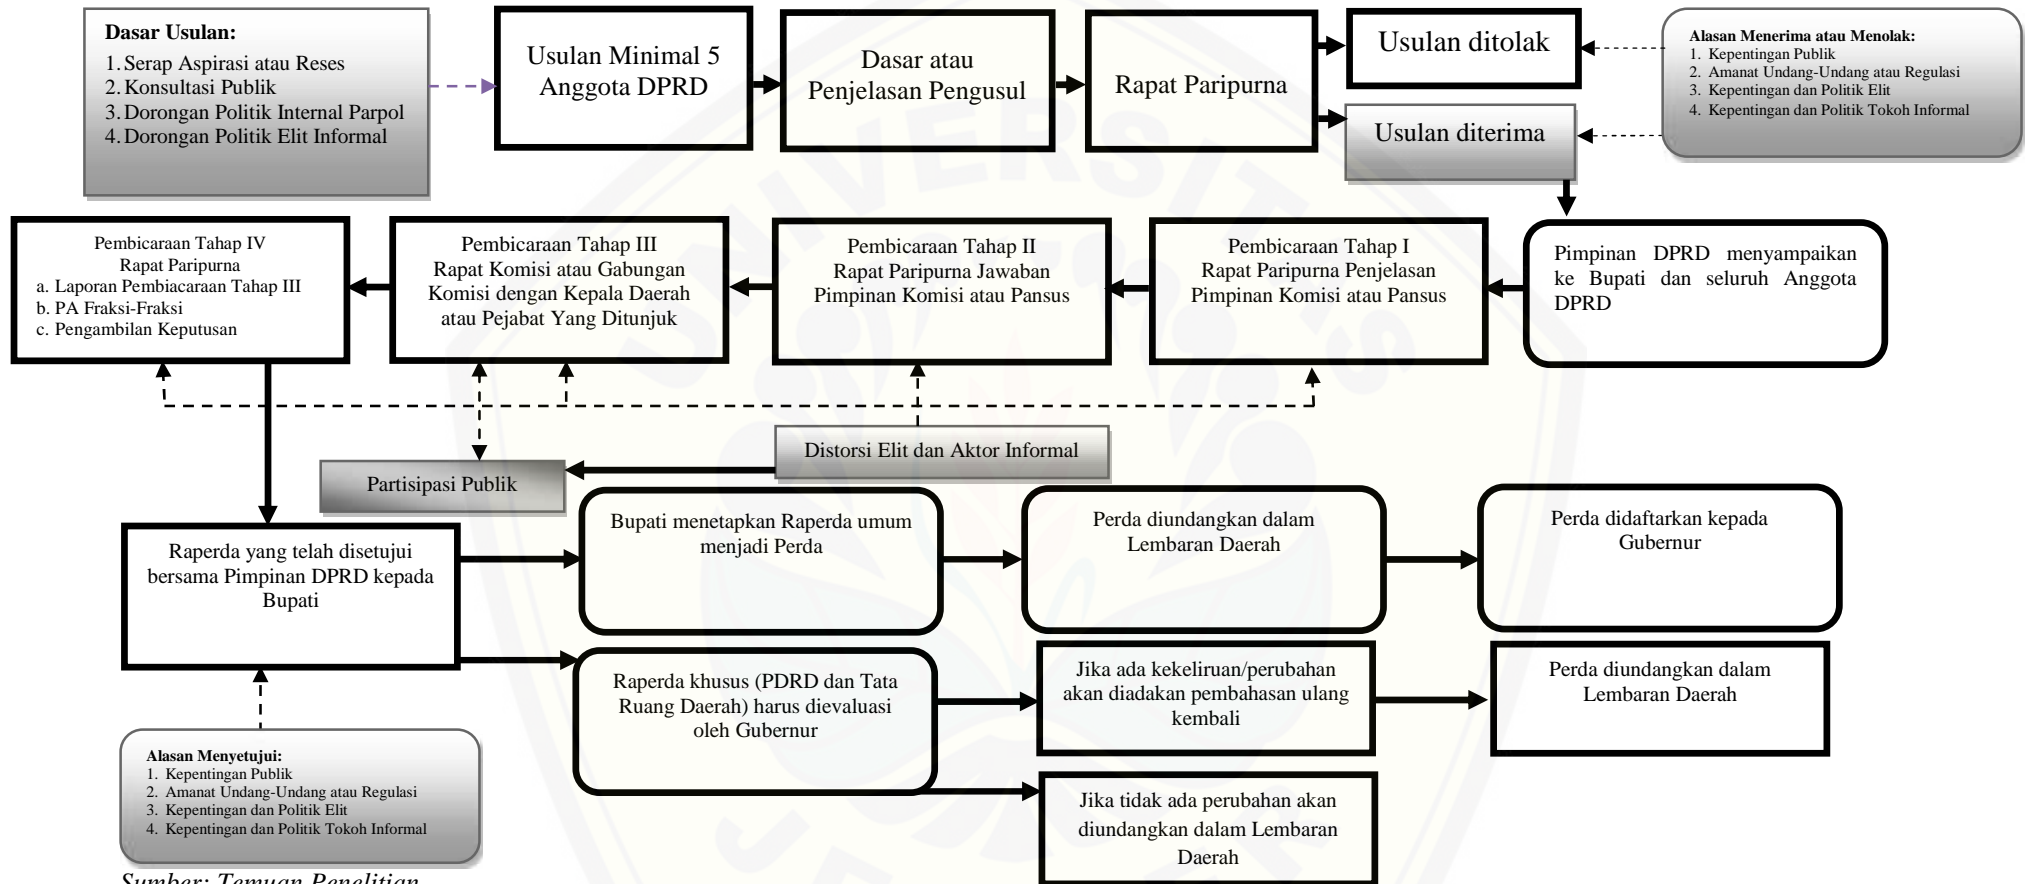 Dasar Usulan:
1. Serap Aspirasi atau Reses
2. Konsultasi Publik
3. Dorongan Politik Internal Parpol
4. Dorongan Politik Elit Informal
Usulan Minimal 5
Anggota DPRD
Dasar atau
Penjelasan Pengusul
Rapat Paripurna
Usulan ditolak
Usulan diterima
Alasan Menerima atau Menolak:
1. Kepentingan Publik
2. Amanat Undang-Undang atau Regulasi
3. Kepentingan dan Politik Elit
4. Kepentingan dan Politik Tokoh Informal
Pimpinan DPRD menyampaikan
ke Bupati dan seluruh Anggota
DPRD
Pembicaraan Tahap I
Rapat Paripurna Penjelasan
Pimpinan Komisi atau Pansus
Pembicaraan Tahap II
Rapat Paripurna Jawaban
Pimpinan Komisi atau Pansus
Pembicaraan Tahap III
Rapat Komisi atau Gabungan
Komisi dengan Kepala Daerah
atau Pejabat Yang Ditunjuk
Pembicaraan Tahap IV
Rapat Paripurna
a. Laporan Pembiacaraan Tahap III
b. PA Fraksi-Fraksi
c. Pengambilan Keputusan
Distorsi Elit dan Aktor Informal
Partisipasi Publik
Raperda yang telah disetujui
bersama Pimpinan DPRD kepada
Bupati
Bupati menetapkan Raperda umum
menjadi Perda
Perda diundangkan dalam
Lembaran Daerah
Perda didaftarkan kepada
Gubernur
Raperda khusus (PDRD dan Tata
Ruang Daerah) harus dievaluasi
oleh Gubernur
Jika ada kekeliruan/perubahan
akan diadakan pembahasan ulang
kembali
Perda diundangkan dalam
Lembaran Daerah
Jika tidak ada perubahan akan
diundangkan dalam Lembaran
Daerah
Alasan Menyetujui:
1. Kepentingan Publik
2. Amanat Undang-Undang atau Regulasi
3. Kepentingan dan Politik Elit
4. Kepentingan dan Politik Tokoh Informal
Sumber: Temuan Penelitian
UNIVERSITAS